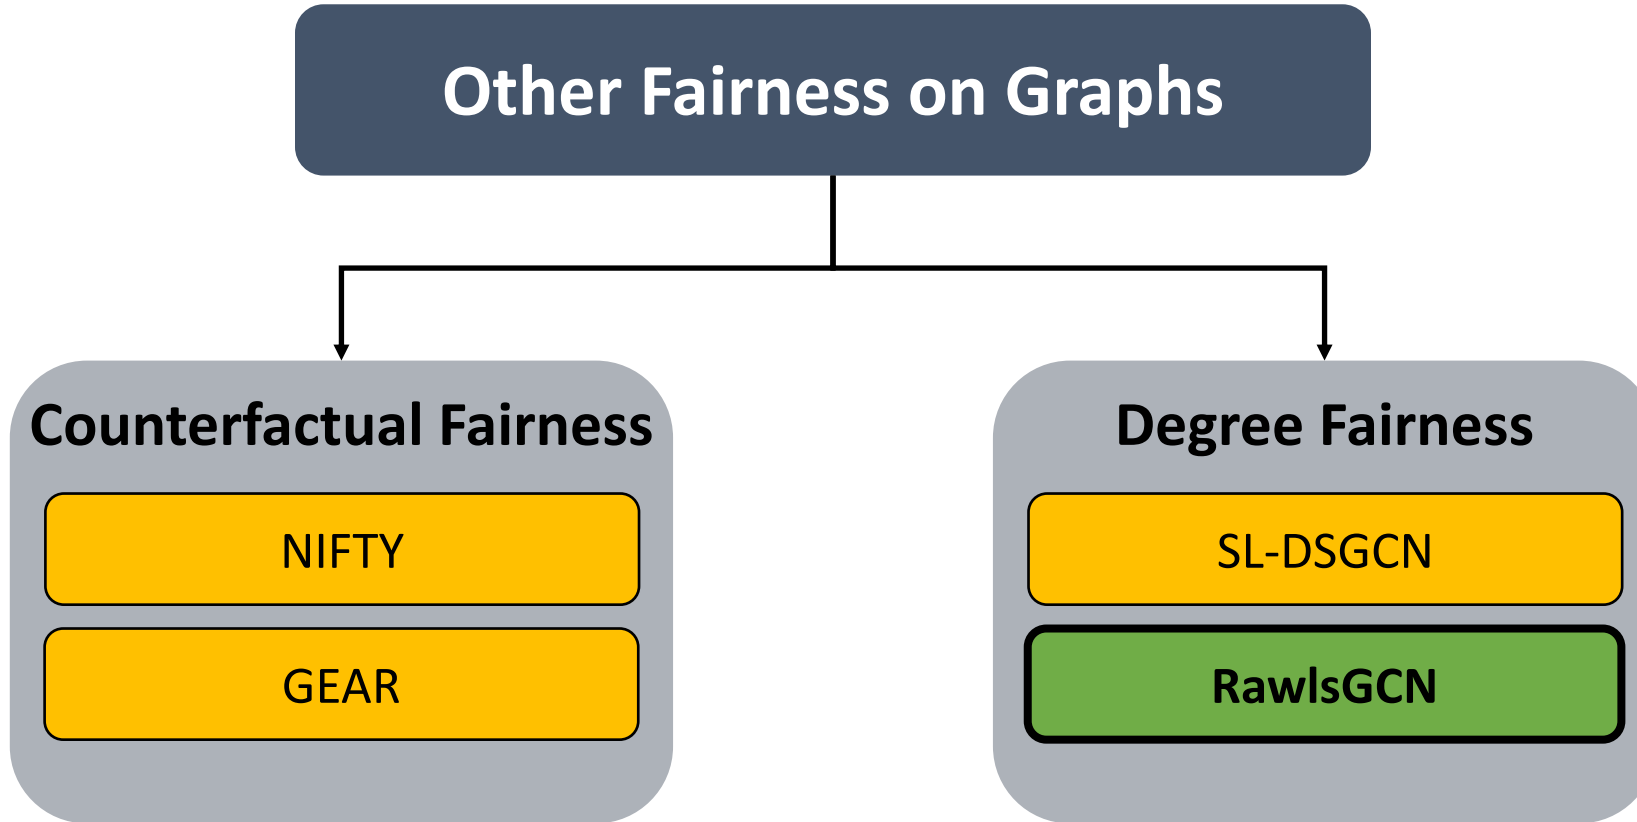 Other Fairness on Graphs
Counterfactual Fairness
NIFTY
GEAR
Degree Fairness
SL-DSGCN
RawlsGCN